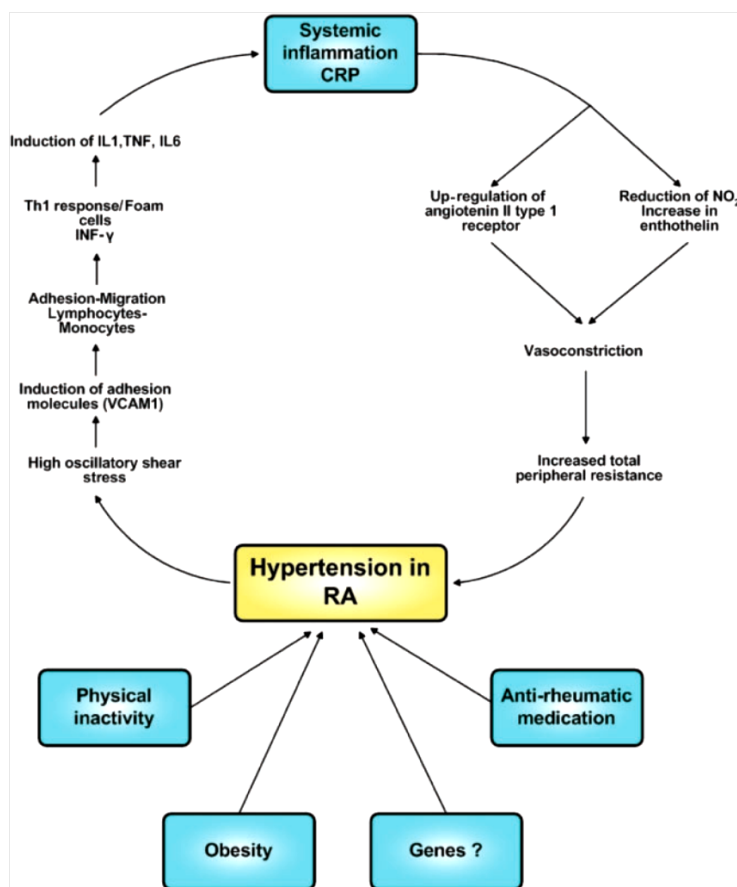 Systemic
inflammation
CRP
Induction of IL1,TNF, IL6
Th1 response/Foam
cells
INF-γ
Adhesion-Migration
Lymphocytes-
Monocytes
Induction of adhesion
molecules (VCAM1)
High oscillatory shear
stress
Up-regulation of
angiotenin II type 1
receptor
Reduction of NO2
Increase in
enthothelin
Vasoconstriction
Increased total
peripheral resistance
Hypertension in
RA
Physical
inactivity
Anti-rheumatic
medication
Obesity
Genes ?